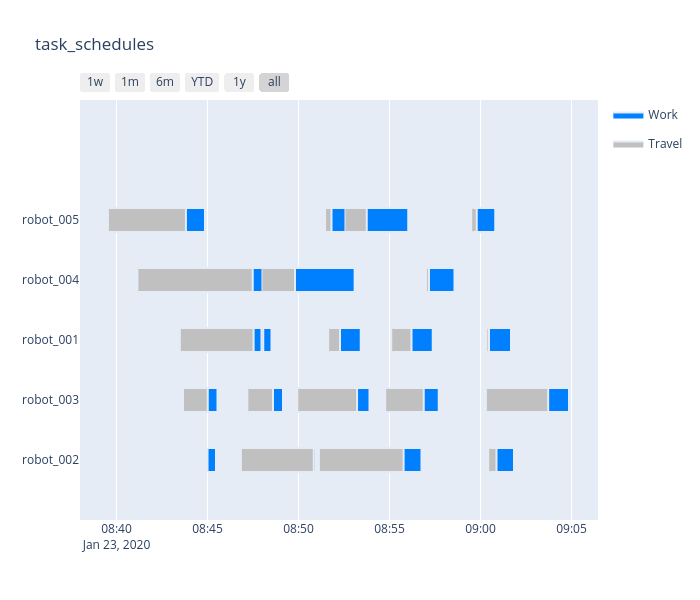 task_schedules
1w 1m 6m YTD 1y all
Work
Travel
robot_005
robot_004
robot_001
robot_003
robot_002
08:40 08:45 08:50 08:55 09:00 09:05
Jan 23, 2020